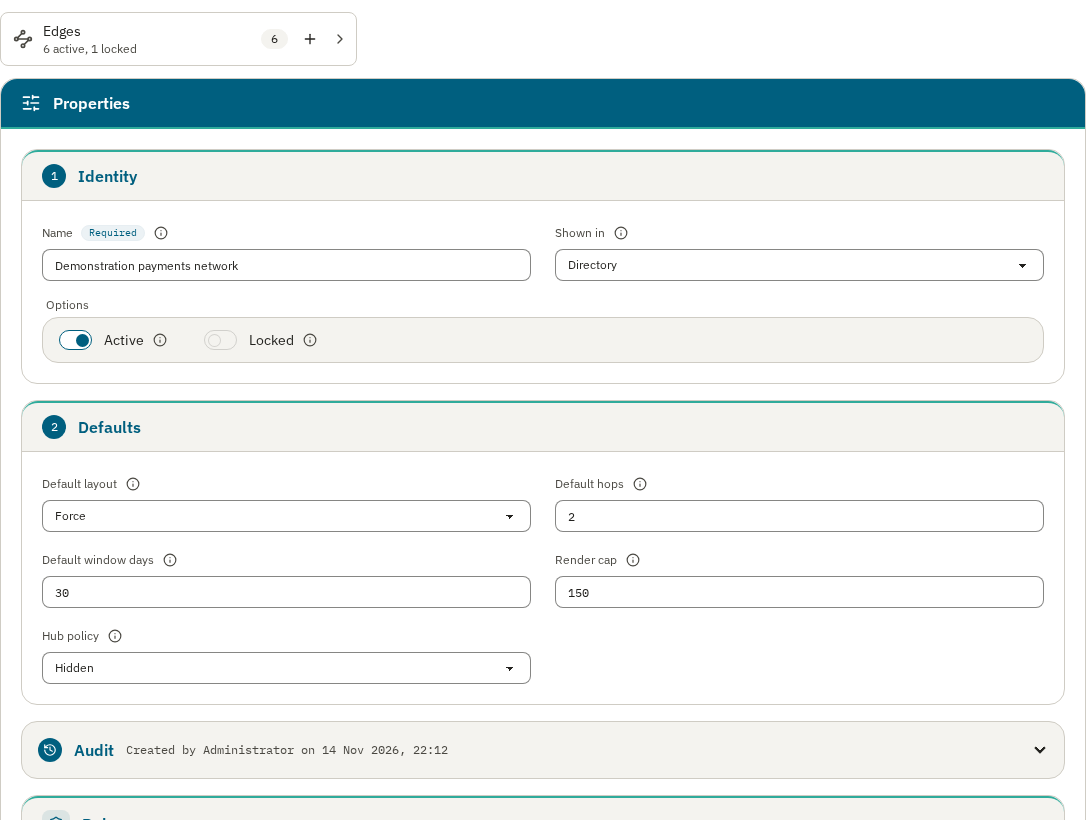 Edges
6 active, 1 locked
6
Properties
1 Identity
Name Required
Shown in
Demonstration payments network
Directory
Options
Active
Locked
2 Defaults
Default layout
Default hops
Force
2
Default window days
Render cap
30
150
Hub policy
Hidden
Audit Created by Administrator on 14 Nov 2026, 22:12